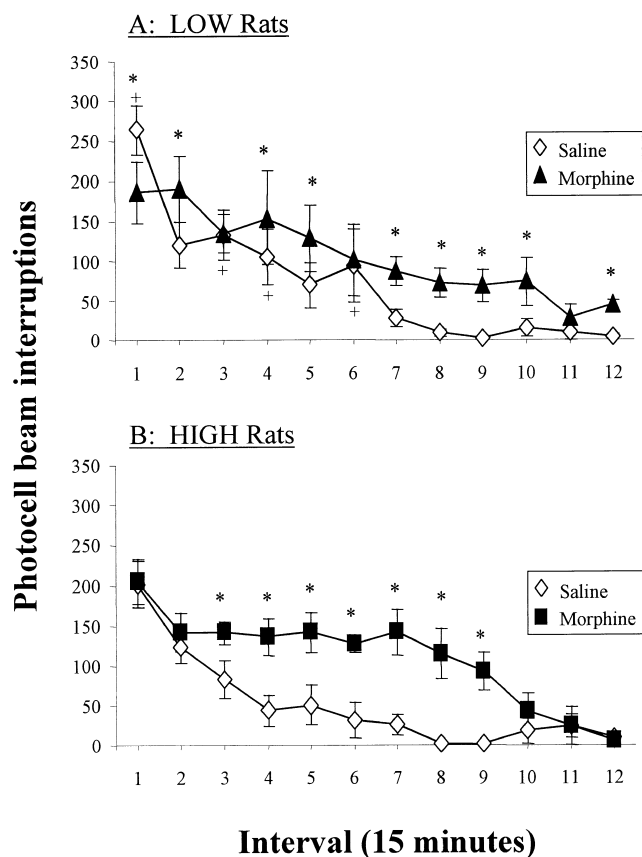 A: LOW Rats
350
300
250
200
150
100
50
0
* + * + * + * + * * * * * *
Saline
Morphine
1 2 3 4 5 6 7 8 9 10 11 12
Photocell beam interruptions
B: HIGH Rats
350
300
250
200
150
100
50
0
* * * * * * *
Saline
Morphine
1 2 3 4 5 6 7 8 9 10 11 12
Interval (15 minutes)